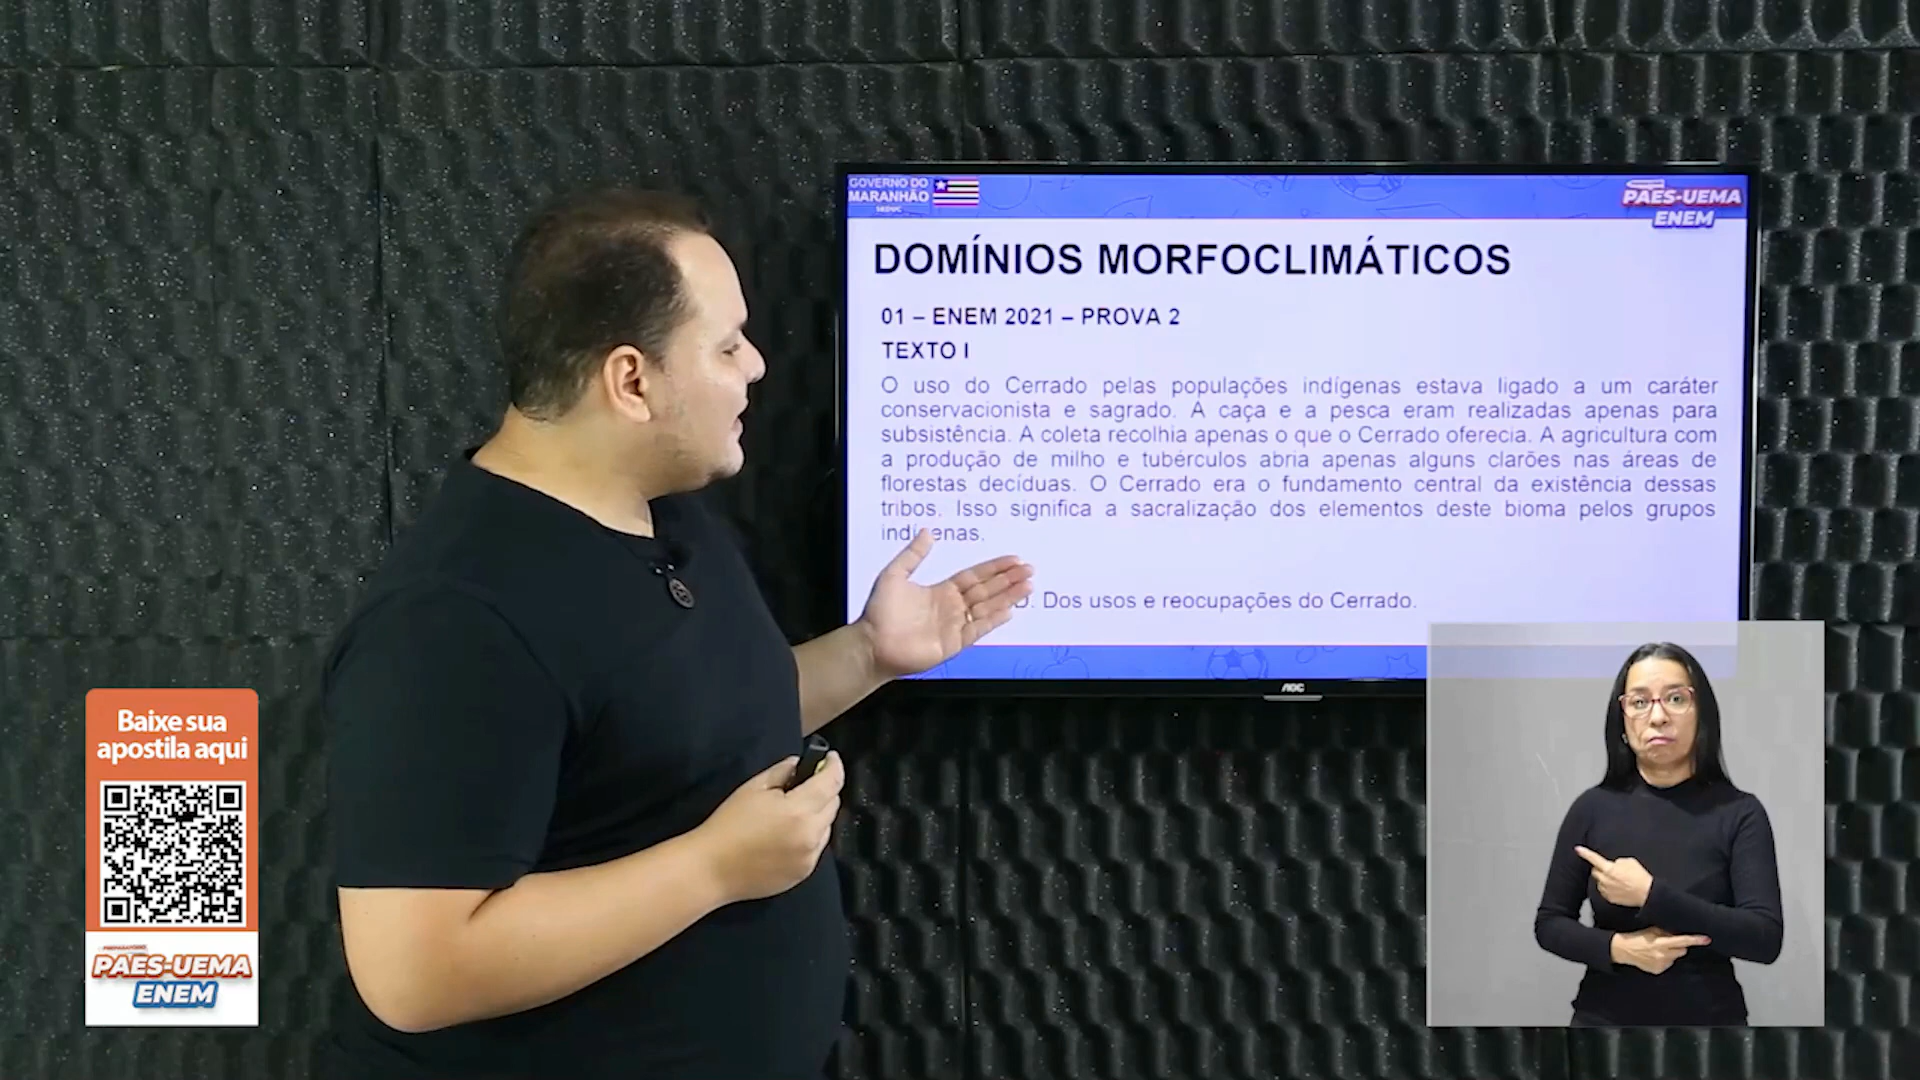 GOVERNO DO
MARANHÃO
SEDUC
PAES-UEMA
ENEM
DOMÍNIOS MORFOCLIMÁTICOS
01 – ENEM 2021 – PROVA 2
TEXTO I
O uso do Cerrado pelas populações indígenas estava ligado a um caráter
conservacionista e sagrado. A caça e a pesca eram realizadas apenas para
subsistência. A coleta recolhia apenas o que o Cerrado oferecia. A agricultura com
a produção de milho e tubérculos abria apenas alguns clarões nas áreas de
florestas decíduas. O Cerrado era o fundamento central da existência dessas
tribos. Isso significa a sacralização dos elementos deste bioma pelos grupos
indígenas.
D. Dos usos e reocupações do Cerrado.
AOC
Baixe sua
apostila aqui
PREPARATÓRIO
PAES-UEMA
ENEM